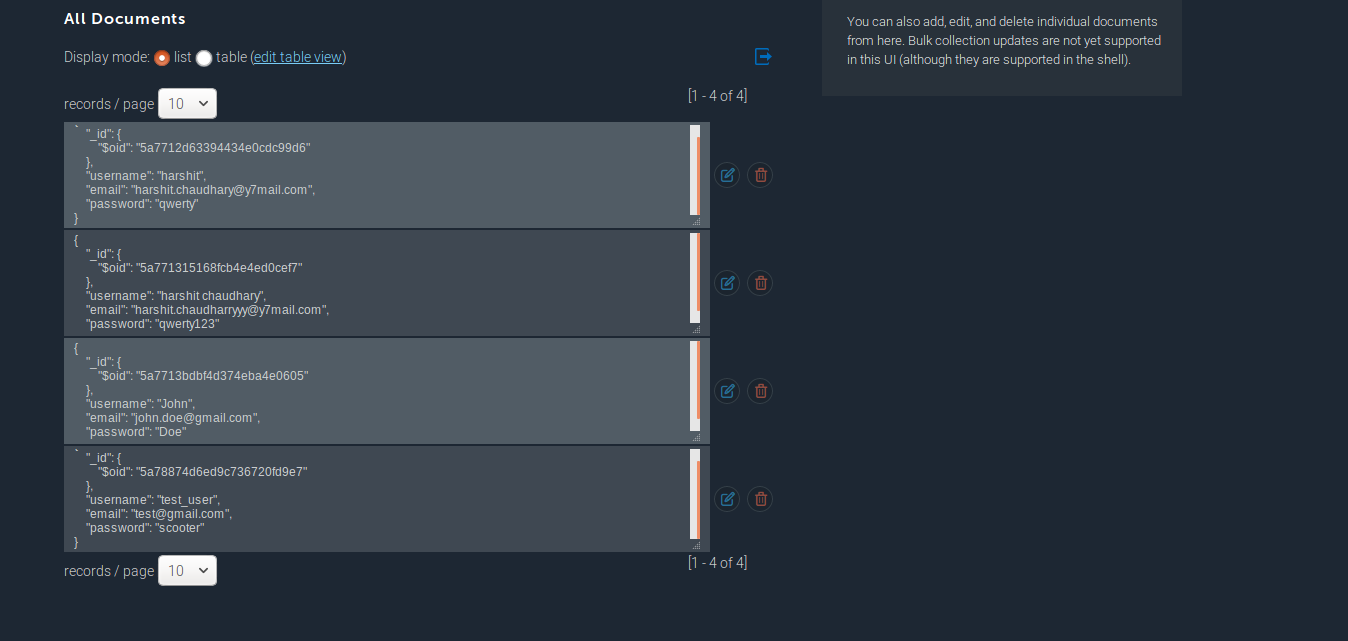 All Documents
Display mode: list table (edit table view)
records / page 10
[1 - 4 of 4]
"_id": {
"$oid": "5a7712d63394434e0cdc99d6"
},
"username": "harshit",
"email": "harshit.chaudhary@y7mail.com",
"password": "qwerty"
}
{
"_id": {
"$oid": "5a771315168fcb4e4ed0cef7"
},
"username": "harshit chaudhary",
"email": "harshit.chaudharryyy@y7mail.com",
"password": "qwerty123"
{
"_id": {
"$oid": "5a7713bdbf4d374eba4e0605"
},
"username": "John",
"email": "john.doe@gmail.com",
"password": "Doe"
"_id": {
"$oid": "5a78874d6ed9c736720fd9e7"
},
"username": "test_user",
"email": "test@gmail.com",
"password": "scooter"
}
records / page 10
[1 - 4 of 4]
You can also add, edit, and delete individual documents
from here. Bulk collection updates are not yet supported
in this UI (although they are supported in the shell).